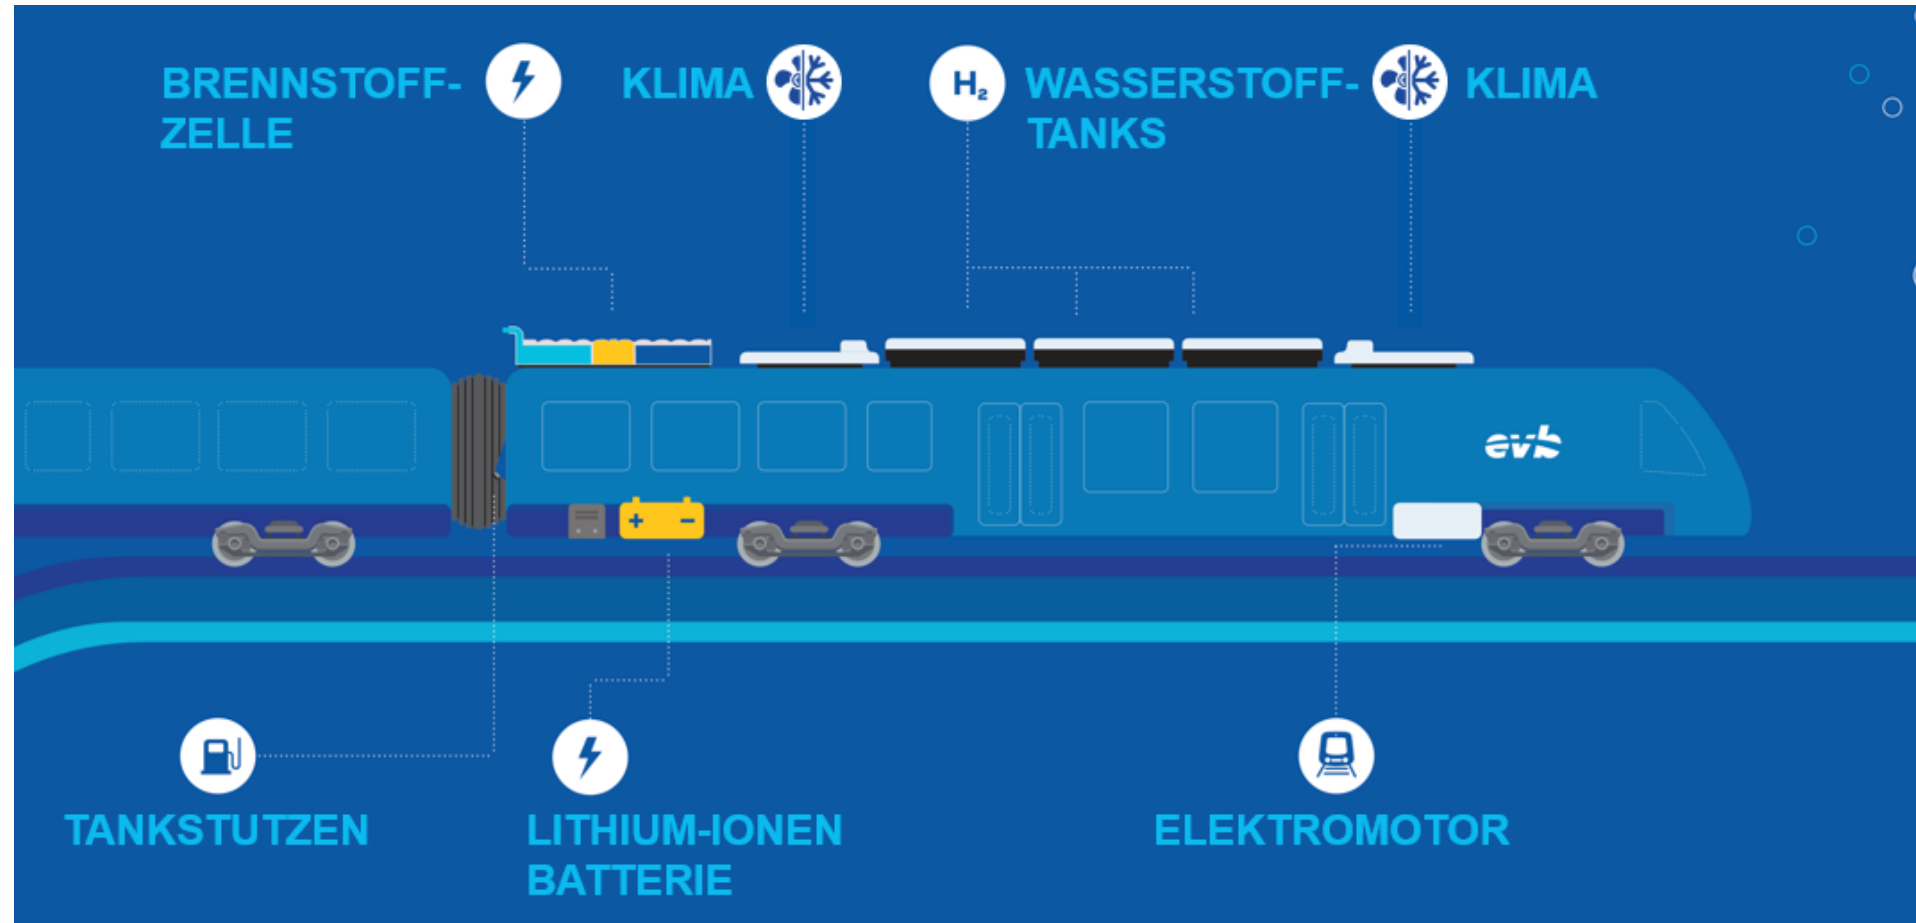 BRENNSTOFF-
ZELLE
KLIMA
H₂
WASSERSTOFF-
TANKS
KLIMA
evb
+ −
TANKSTUTZEN
LITHIUM-IONEN
BATTERIE
ELEKTROMOTOR